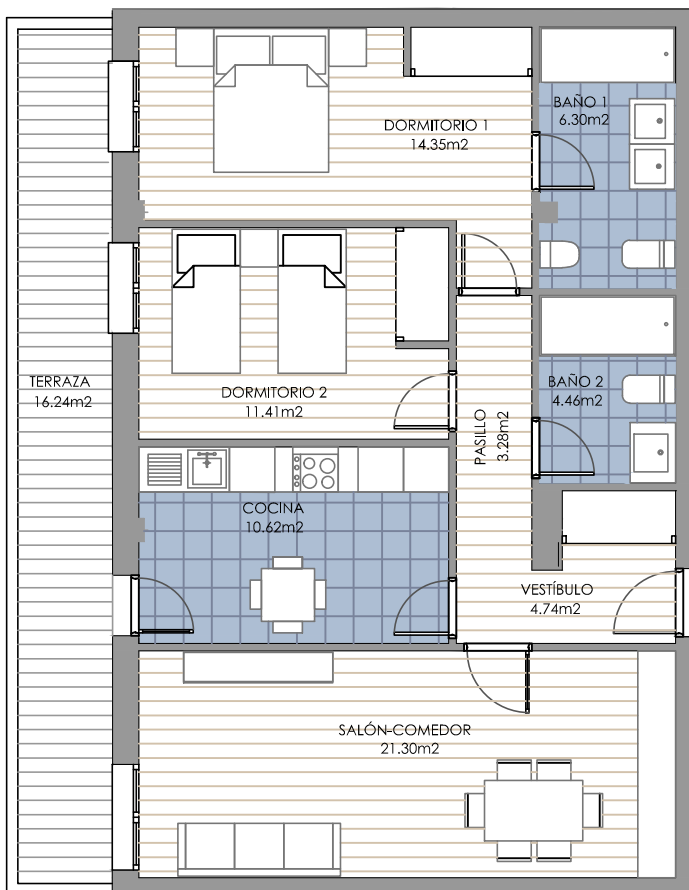 DORMITORIO 1
14.35m2
BAÑO 1
6.30m2
TERRAZA
16.24m2
DORMITORIO 2
11.41m2
BAÑO 2
4.46m2
PASILLO
3.28m2
COCINA
10.62m2
VESTÍBULO
4.74m2
SALÓN-COMEDOR
21.30m2